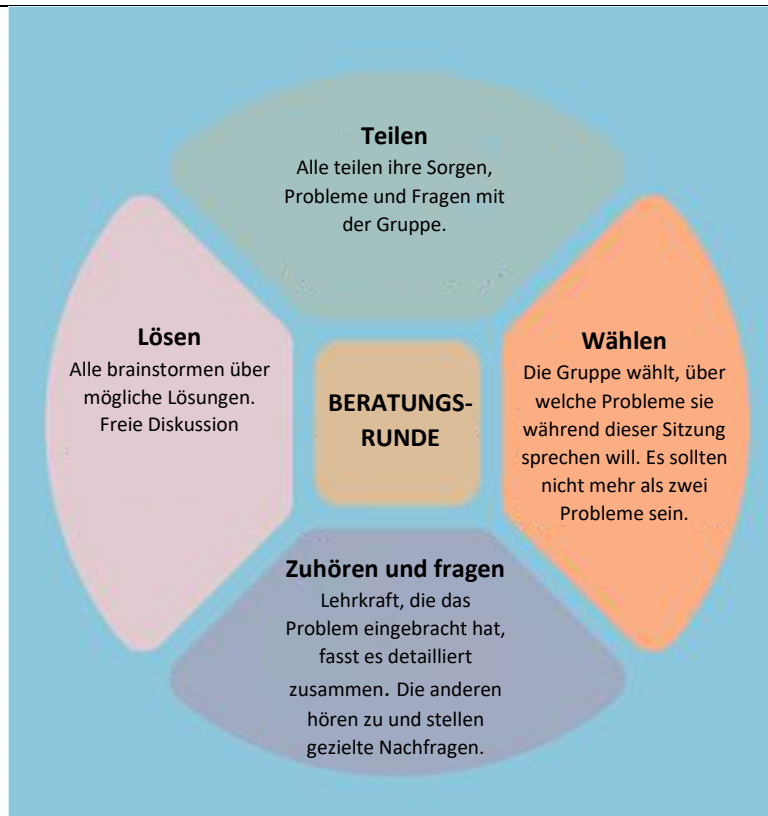 Teilen
Alle teilen ihre Sorgen,
Probleme und Fragen mit
der Gruppe.
Wählen
Die Gruppe wählt, über
welche Probleme sie
während dieser Sitzung
sprechen will. Es sollten
nicht mehr als zwei
Probleme sein.
Zuhören und fragen
Lehrkraft, die das
Problem eingebracht hat,
fasst es detailliert
zusammen. Die anderen
hören zu und stellen
gezielte Nachfragen.
Lösen
Alle brainstormen über
mögliche Lösungen.
Freie Diskussion
BERATUNGS-
RUNDE